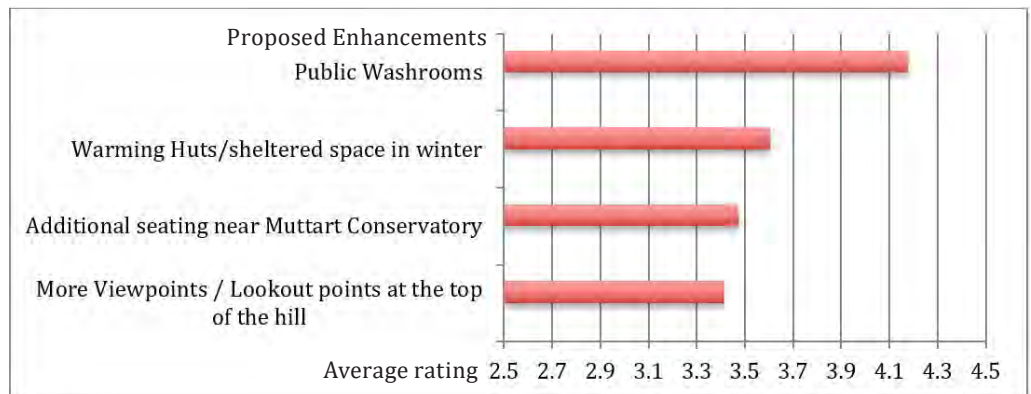 Proposed Enhancements
Public Washrooms
Warming Huts/sheltered space in winter
Additional seating near Muttart Conservatory
More Viewpoints / Lookout points at the top
of the hill
Average rating 2.5 2.7 2.9 3.1 3.3 3.5 3.7 3.9 4.1 4.3 4.5